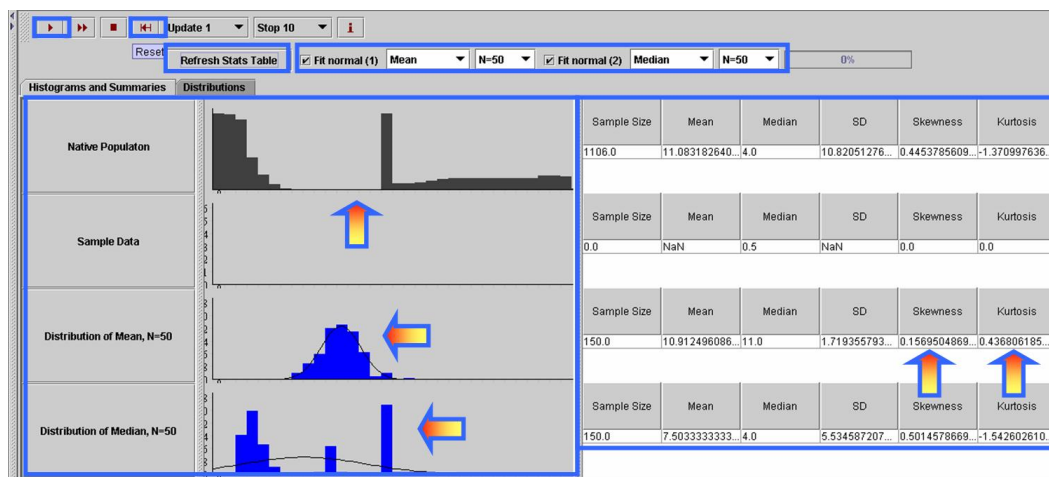 Update 1 Stop 10 i
Reset
Refresh Stats Table Fit normal (1) Mean N=50 Fit normal (2) Median N=50 0%
Histograms and Summaries Distributions
Native Populaton
Sample Size Mean Median SD Skewness Kurtosis
1106.0 11.083182640... 4.0 10.82051276... 0.4453785609... -1.370997636...
Sample Data
Sample Size Mean Median SD Skewness Kurtosis
0.0 NaN 0.5 NaN 0.0 0.0
Distribution of Mean, N=50
Sample Size Mean Median SD Skewness Kurtosis
150.0 10.912496086... 11.0 1.719355793... 0.1569504869... 0.436806185...
Distribution of Median, N=50
Sample Size Mean Median SD Skewness Kurtosis
150.0 7.5033333333... 4.0 5.534587207... 0.5014578669... -1.542602610...